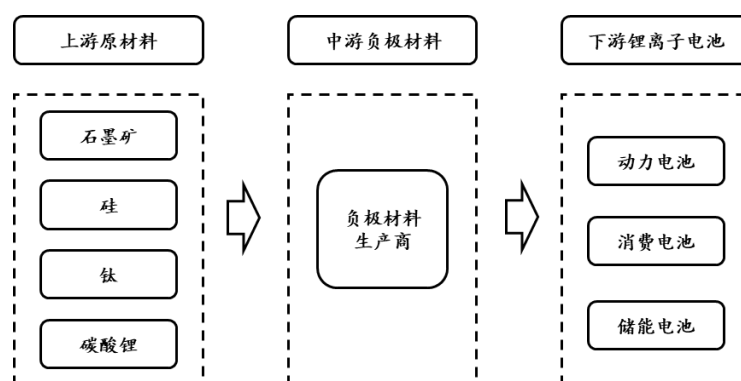 上游原材料
中游负极材料
下游锂离子电池
石墨矿
硅
钛
碳酸锂
负极材料
生产商
动力电池
消费电池
储能电池